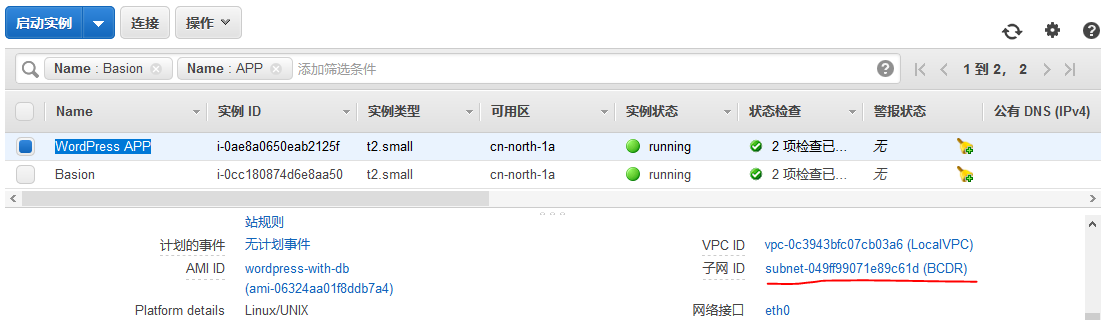 启动实例 连接 操作
Name : Basion Name : APP 添加筛选条件 1 到 2, 2
Name 实例 ID 实例类型 可用区 实例状态 状态检查 警报状态 公有 DNS (IPv4)
WordPress APP i-0ae8a0650eab2125f t2.small cn-north-1a running 2 项检查已... 无
Basion i-0cc180874d6e8aa50 t2.small cn-north-1a running 2 项检查已... 无
站规则
计划的事件 无计划事件 VPC ID vpc-0c3943bfc07cb03a6 (LocalVPC)
AMI ID wordpress-with-db 子网 ID subnet-049ff99071e89c61d (BCDR)
(ami-06324aa01f8ddb7a4)
Platform details Linux/UNIX 网络接口 eth0